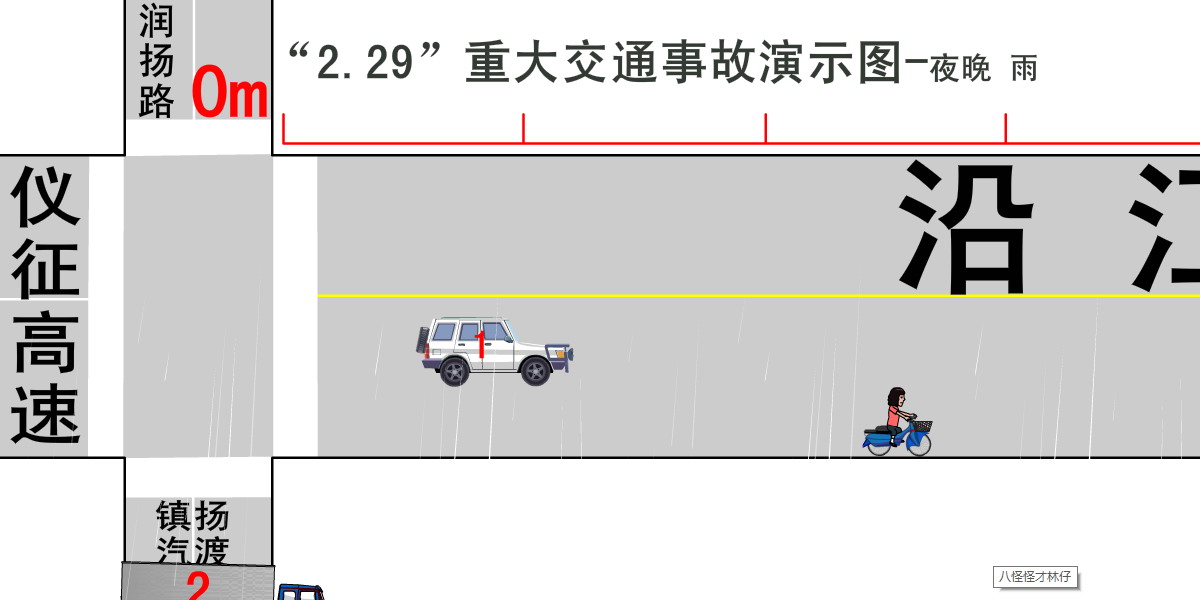 润扬路
0m
“2.29”重大交通事故演示图-夜晚 雨
仪征高速
沿 江
1
镇扬
汽渡
2
八怪怪才林仔